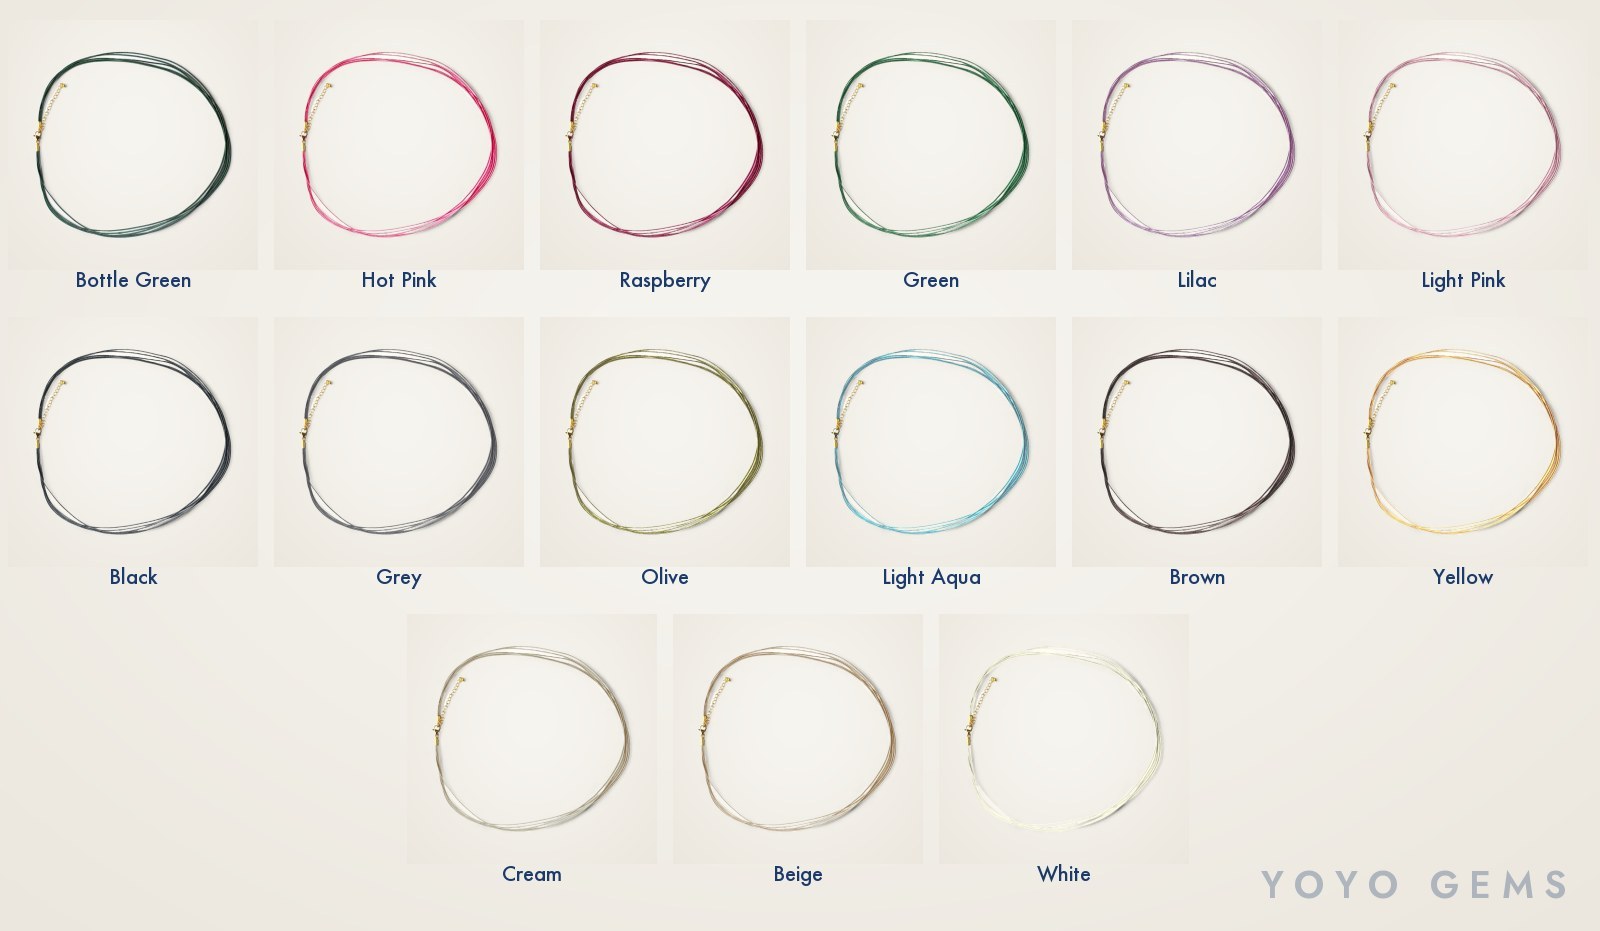 Bottle Green
Hot Pink
Raspberry
Green
Lilac
Light Pink
Black
Grey
Olive
Light Aqua
Brown
Yellow
Cream
Beige
White
YOYO GEMS